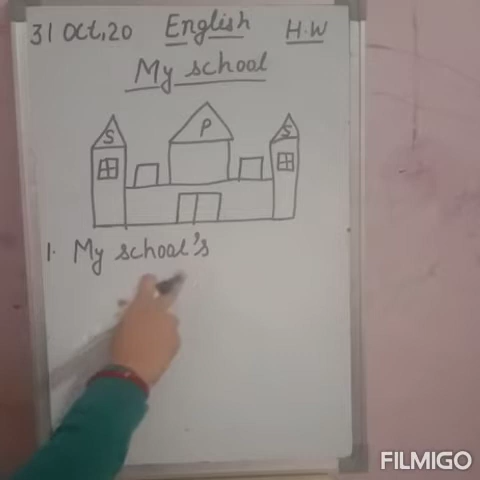 31 Oct,20 English H.W
My school
S P S
1. My school's
FILMIGO